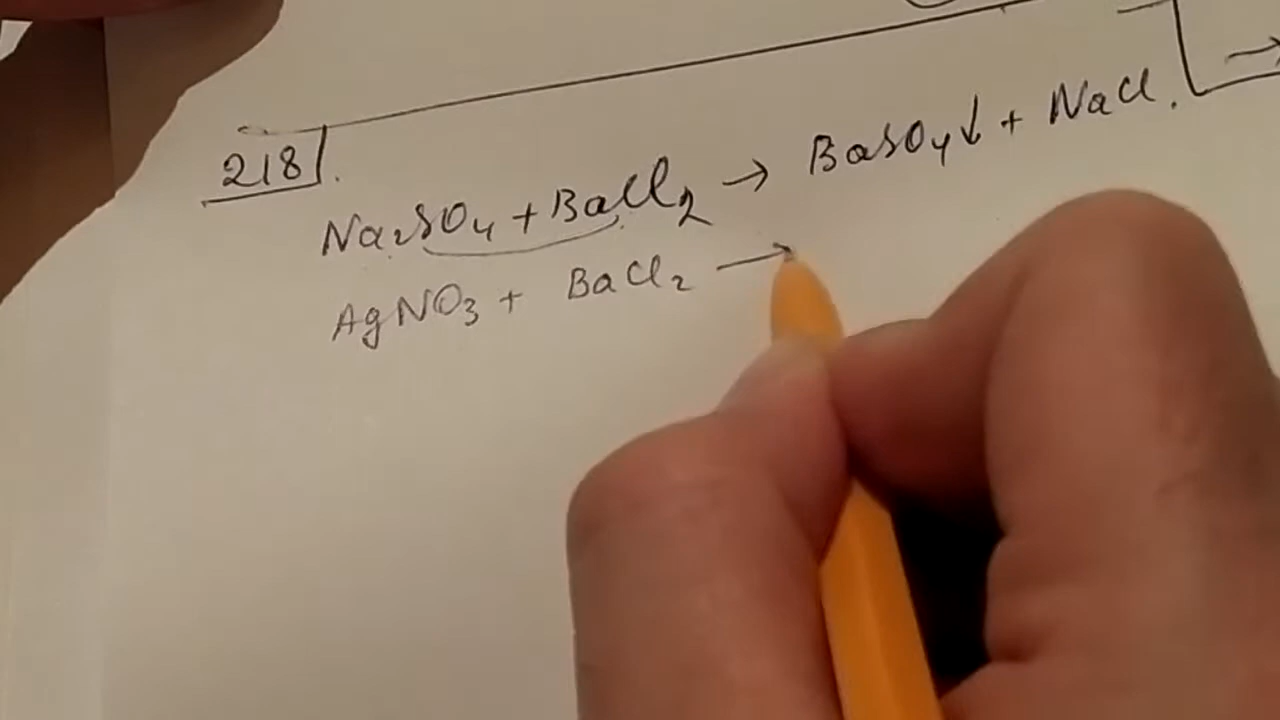 218.
Na₂SO₄ + BaCl₂ → BaSO₄↓ + NaCl.
AgNO₃ + BaCl₂ →